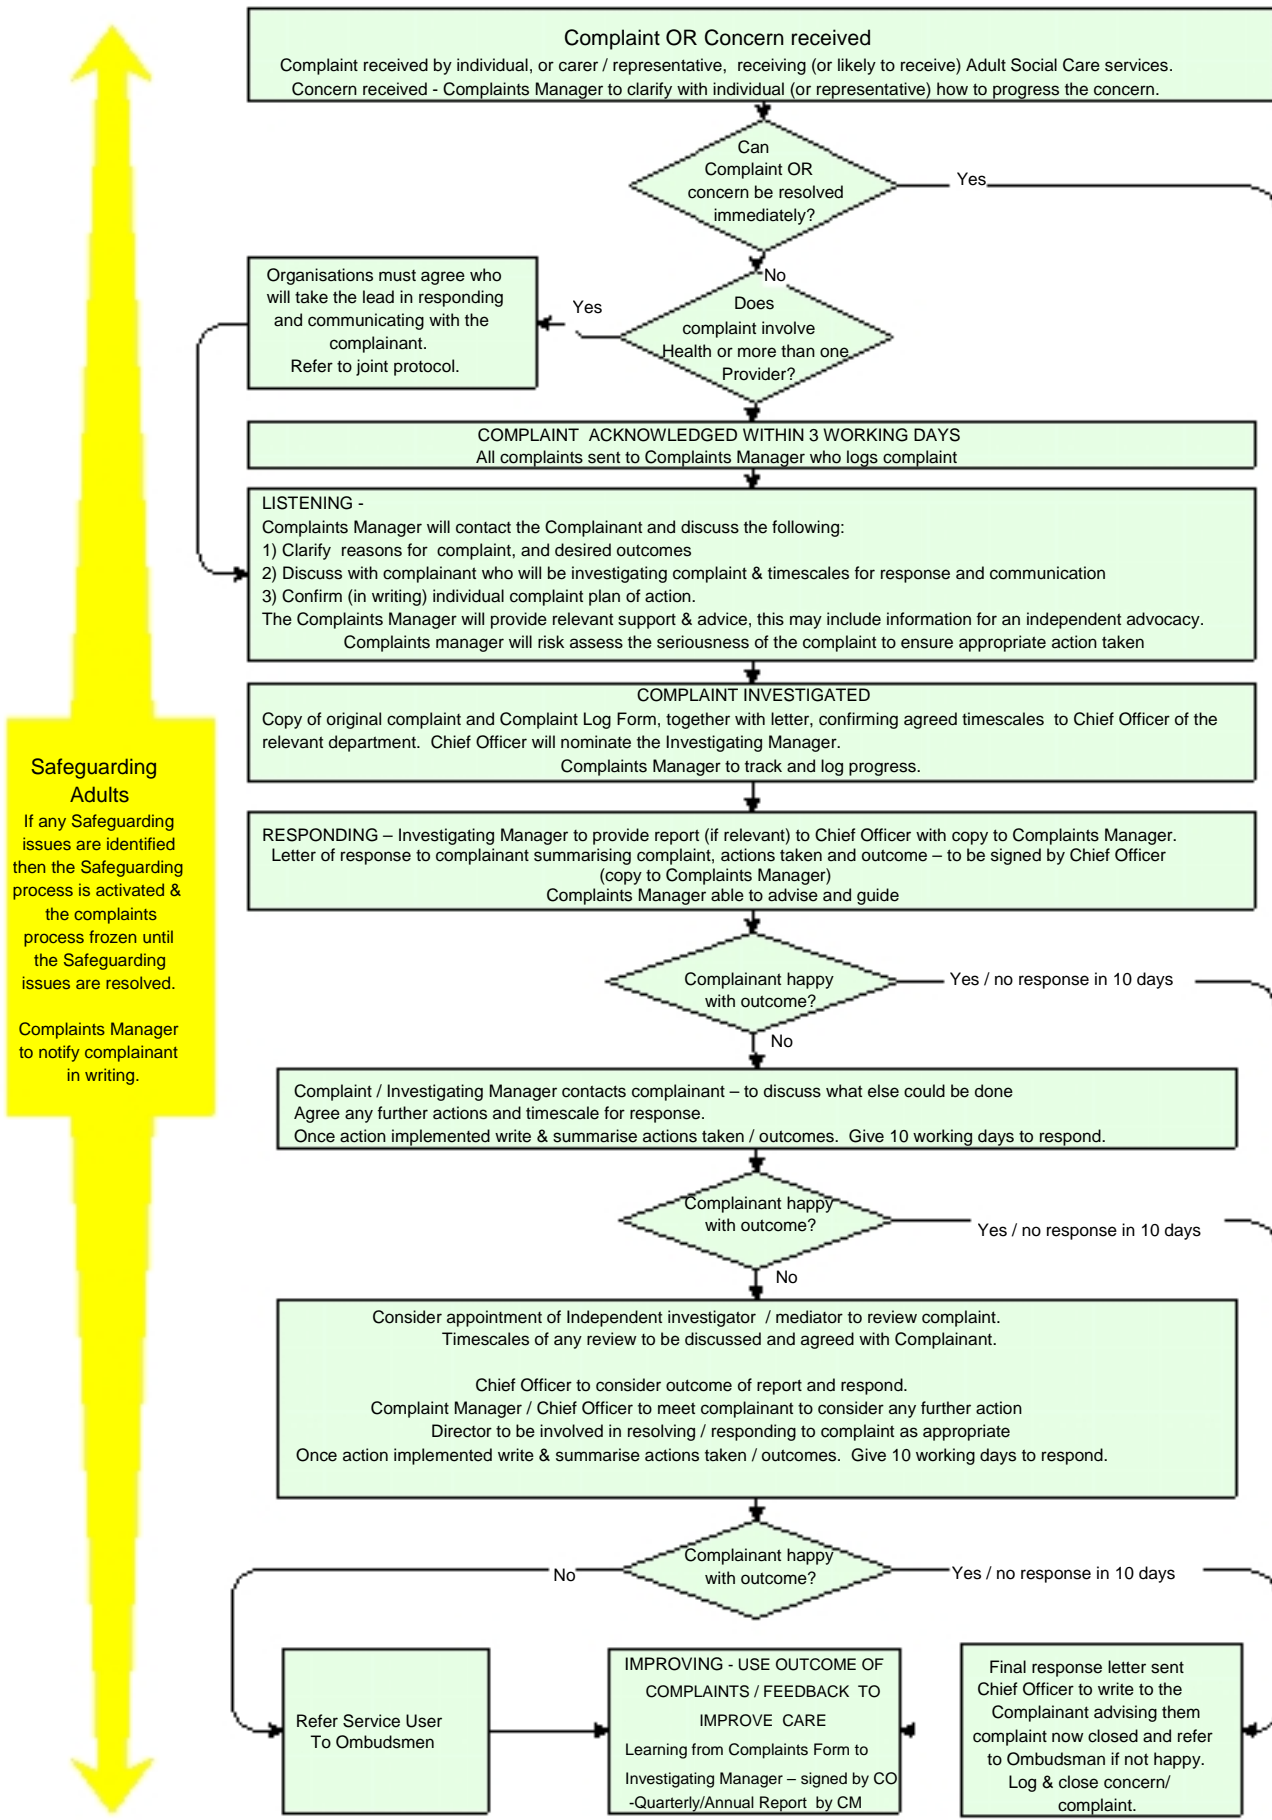 Complaint OR Concern received
Complaint received by individual, or carer / representative, receiving (or likely to receive) Adult Social Care services.
Concern received - Complaints Manager to clarify with individual (or representative) how to progress the concern.
Can
Complaint OR
concern be resolved
immediately?
Yes
No
Organisations must agree who
will take the lead in responding
and communicating with the
complainant.
Refer to joint protocol.
Yes
Does
complaint involve
Health or more than one
Provider?
COMPLAINT ACKNOWLEDGED WITHIN 3 WORKING DAYS
All complaints sent to Complaints Manager who logs complaint
LISTENING -
Complaints Manager will contact the Complainant and discuss the following:
1) Clarify reasons for complaint, and desired outcomes
2) Discuss with complainant who will be investigating complaint & timescales for response and communication
3) Confirm (in writing) individual complaint plan of action.
The Complaints Manager will provide relevant support & advice, this may include information for an independent advocacy.
Complaints manager will risk assess the seriousness of the complaint to ensure appropriate action taken
COMPLAINT INVESTIGATED
Copy of original complaint and Complaint Log Form, together with letter, confirming agreed timescales to Chief Officer of the
relevant department. Chief Officer will nominate the Investigating Manager.
Complaints Manager to track and log progress.
Safeguarding
Adults
If any Safeguarding
issues are identified
then the Safeguarding
process is activated &
the complaints
process frozen until
the Safeguarding
issues are resolved.
Complaints Manager
to notify complainant
in writing.
RESPONDING – Investigating Manager to provide report (if relevant) to Chief Officer with copy to Complaints Manager.
Letter of response to complainant summarising complaint, actions taken and outcome – to be signed by Chief Officer
(copy to Complaints Manager)
Complaints Manager able to advise and guide
Complainant happy
with outcome?
Yes / no response in 10 days
No
Complaint / Investigating Manager contacts complainant – to discuss what else could be done
Agree any further actions and timescale for response.
Once action implemented write & summarise actions taken / outcomes. Give 10 working days to respond.
Complainant happy
with outcome?
Yes / no response in 10 days
No
Consider appointment of Independent investigator / mediator to review complaint.
Timescales of any review to be discussed and agreed with Complainant.
Chief Officer to consider outcome of report and respond.
Complaint Manager / Chief Officer to meet complainant to consider any further action
Director to be involved in resolving / responding to complaint as appropriate
Once action implemented write & summarise actions taken / outcomes. Give 10 working days to respond.
Complainant happy
with outcome?
No
Yes / no response in 10 days
Refer Service User
To Ombudsmen
IMPROVING - USE OUTCOME OF
COMPLAINTS / FEEDBACK TO
IMPROVE CARE
Learning from Complaints Form to
Investigating Manager – signed by CO
-Quarterly/Annual Report by CM
Final response letter sent
Chief Officer to write to the
Complainant advising them
complaint now closed and refer
to Ombudsman if not happy.
Log & close concern/
complaint.